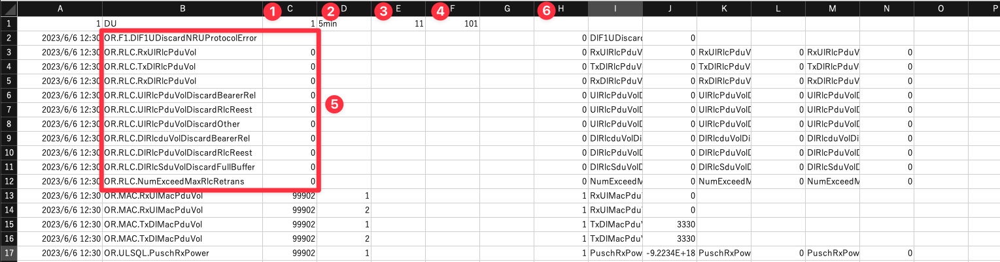 A B 1 C 2 D 3 E 4 F G 6 H I J K L M N O P
1 1 DU 1 5min 11 101
2 2023/6/6 12:30 OR.F1.DlF1UDiscardNRUProtocolError 0 DlF1UDiscard 0
3 2023/6/6 12:30 OR.RLC.RxUlRlcPduVol 0 0 RxUlRlcPduV 0 RxUlRlcPduV 0 RxUlRlcPduV 0
4 2023/6/6 12:30 OR.RLC.TxDlRlcPduVol 0 0 TxDlRlcPduV 0 TxDlRlcPduV 0 TxDlRlcPduV 0
5 2023/6/6 12:30 OR.RLC.RxDlRlcPduVol 0 0 RxDlRlcPduV 0 RxDlRlcPduV 0 RxDlRlcPduV 0
6 2023/6/6 12:30 OR.RLC.UlRlcPduVolDiscardBearerRel 0 0 UlRlcPduVolD 0 UlRlcPduVolD 0 UlRlcPduVolD 0
7 2023/6/6 12:30 OR.RLC.UlRlcPduVolDiscardRlcReest 0 5 0 UlRlcPduVolD 0 UlRlcPduVolD 0 UlRlcPduVolD 0
8 2023/6/6 12:30 OR.RLC.UlRlcPduVolDiscardOther 0 0 UlRlcPduVolD 0 UlRlcPduVolD 0 UlRlcPduVolD 0
9 2023/6/6 12:30 OR.RLC.DlRlcduVolDiscardBearerRel 0 0 DlRlcduVolDi 0 DlRlcduVolDi 0 DlRlcduVolDi 0
10 2023/6/6 12:30 OR.RLC.DlRlcPduVolDiscardRlcReest 0 0 DlRlcPduVolD 0 DlRlcPduVolD 0 DlRlcPduVolD 0
11 2023/6/6 12:30 OR.RLC.DlRlcSduVolDiscardFullBuffer 0 0 DlRlcSduVolD 0 DlRlcSduVolD 0 DlRlcSduVolD 0
12 2023/6/6 12:30 OR.RLC.NumExceedMaxRlcRetrans 0 0 NumExceedM 0 NumExceedM 0 NumExceedM 0
13 2023/6/6 12:30 OR.MAC.RxUlMacPduVol 99902 1 1 RxUlMacPdu 0
14 2023/6/6 12:30 OR.MAC.RxUlMacPduVol 99902 2 1 RxUlMacPdu 0
15 2023/6/6 12:30 OR.MAC.TxDlMacPduVol 99902 1 1 TxDlMacPdu 3330
16 2023/6/6 12:30 OR.MAC.TxDlMacPduVol 99902 2 1 TxDlMacPdu 3330
17 2023/6/6 12:30 OR.ULSQL.PuschRxPower 99902 1 1 PuschRxPow -9.2234E+18 PuschRxPow 0 PuschRxPow 0